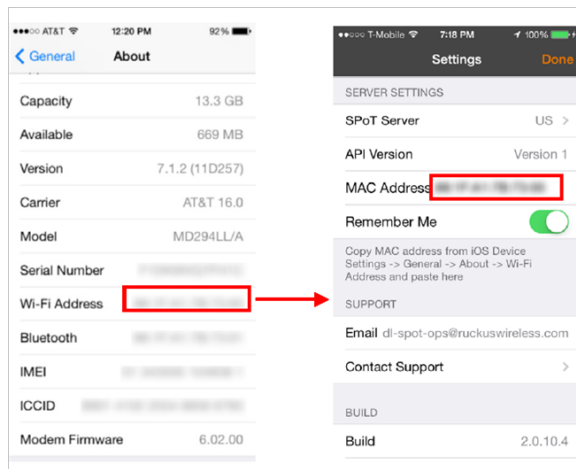 AT&T
12:20 PM
92%
General
About
Capacity
13.3 GB
Available
669 MB
Version
7.1.2 (11D257)
Carrier
AT&T 16.0
Model
MD294LL/A
Serial Number
Wi-Fi Address
Bluetooth
IMEI
ICCID
Modem Firmware
6.02.00
T-Mobile
7:18 PM
100%
Settings
Done
SERVER SETTINGS
SPoT Server
US
API Version
Version 1
MAC Address
Remember Me
Copy MAC address from iOS Device
Settings -> General -> About -> Wi-Fi
Address and paste here
SUPPORT
Email dl-spot-ops@ruckuswireless.com
Contact Support
BUILD
Build
2.0.10.4